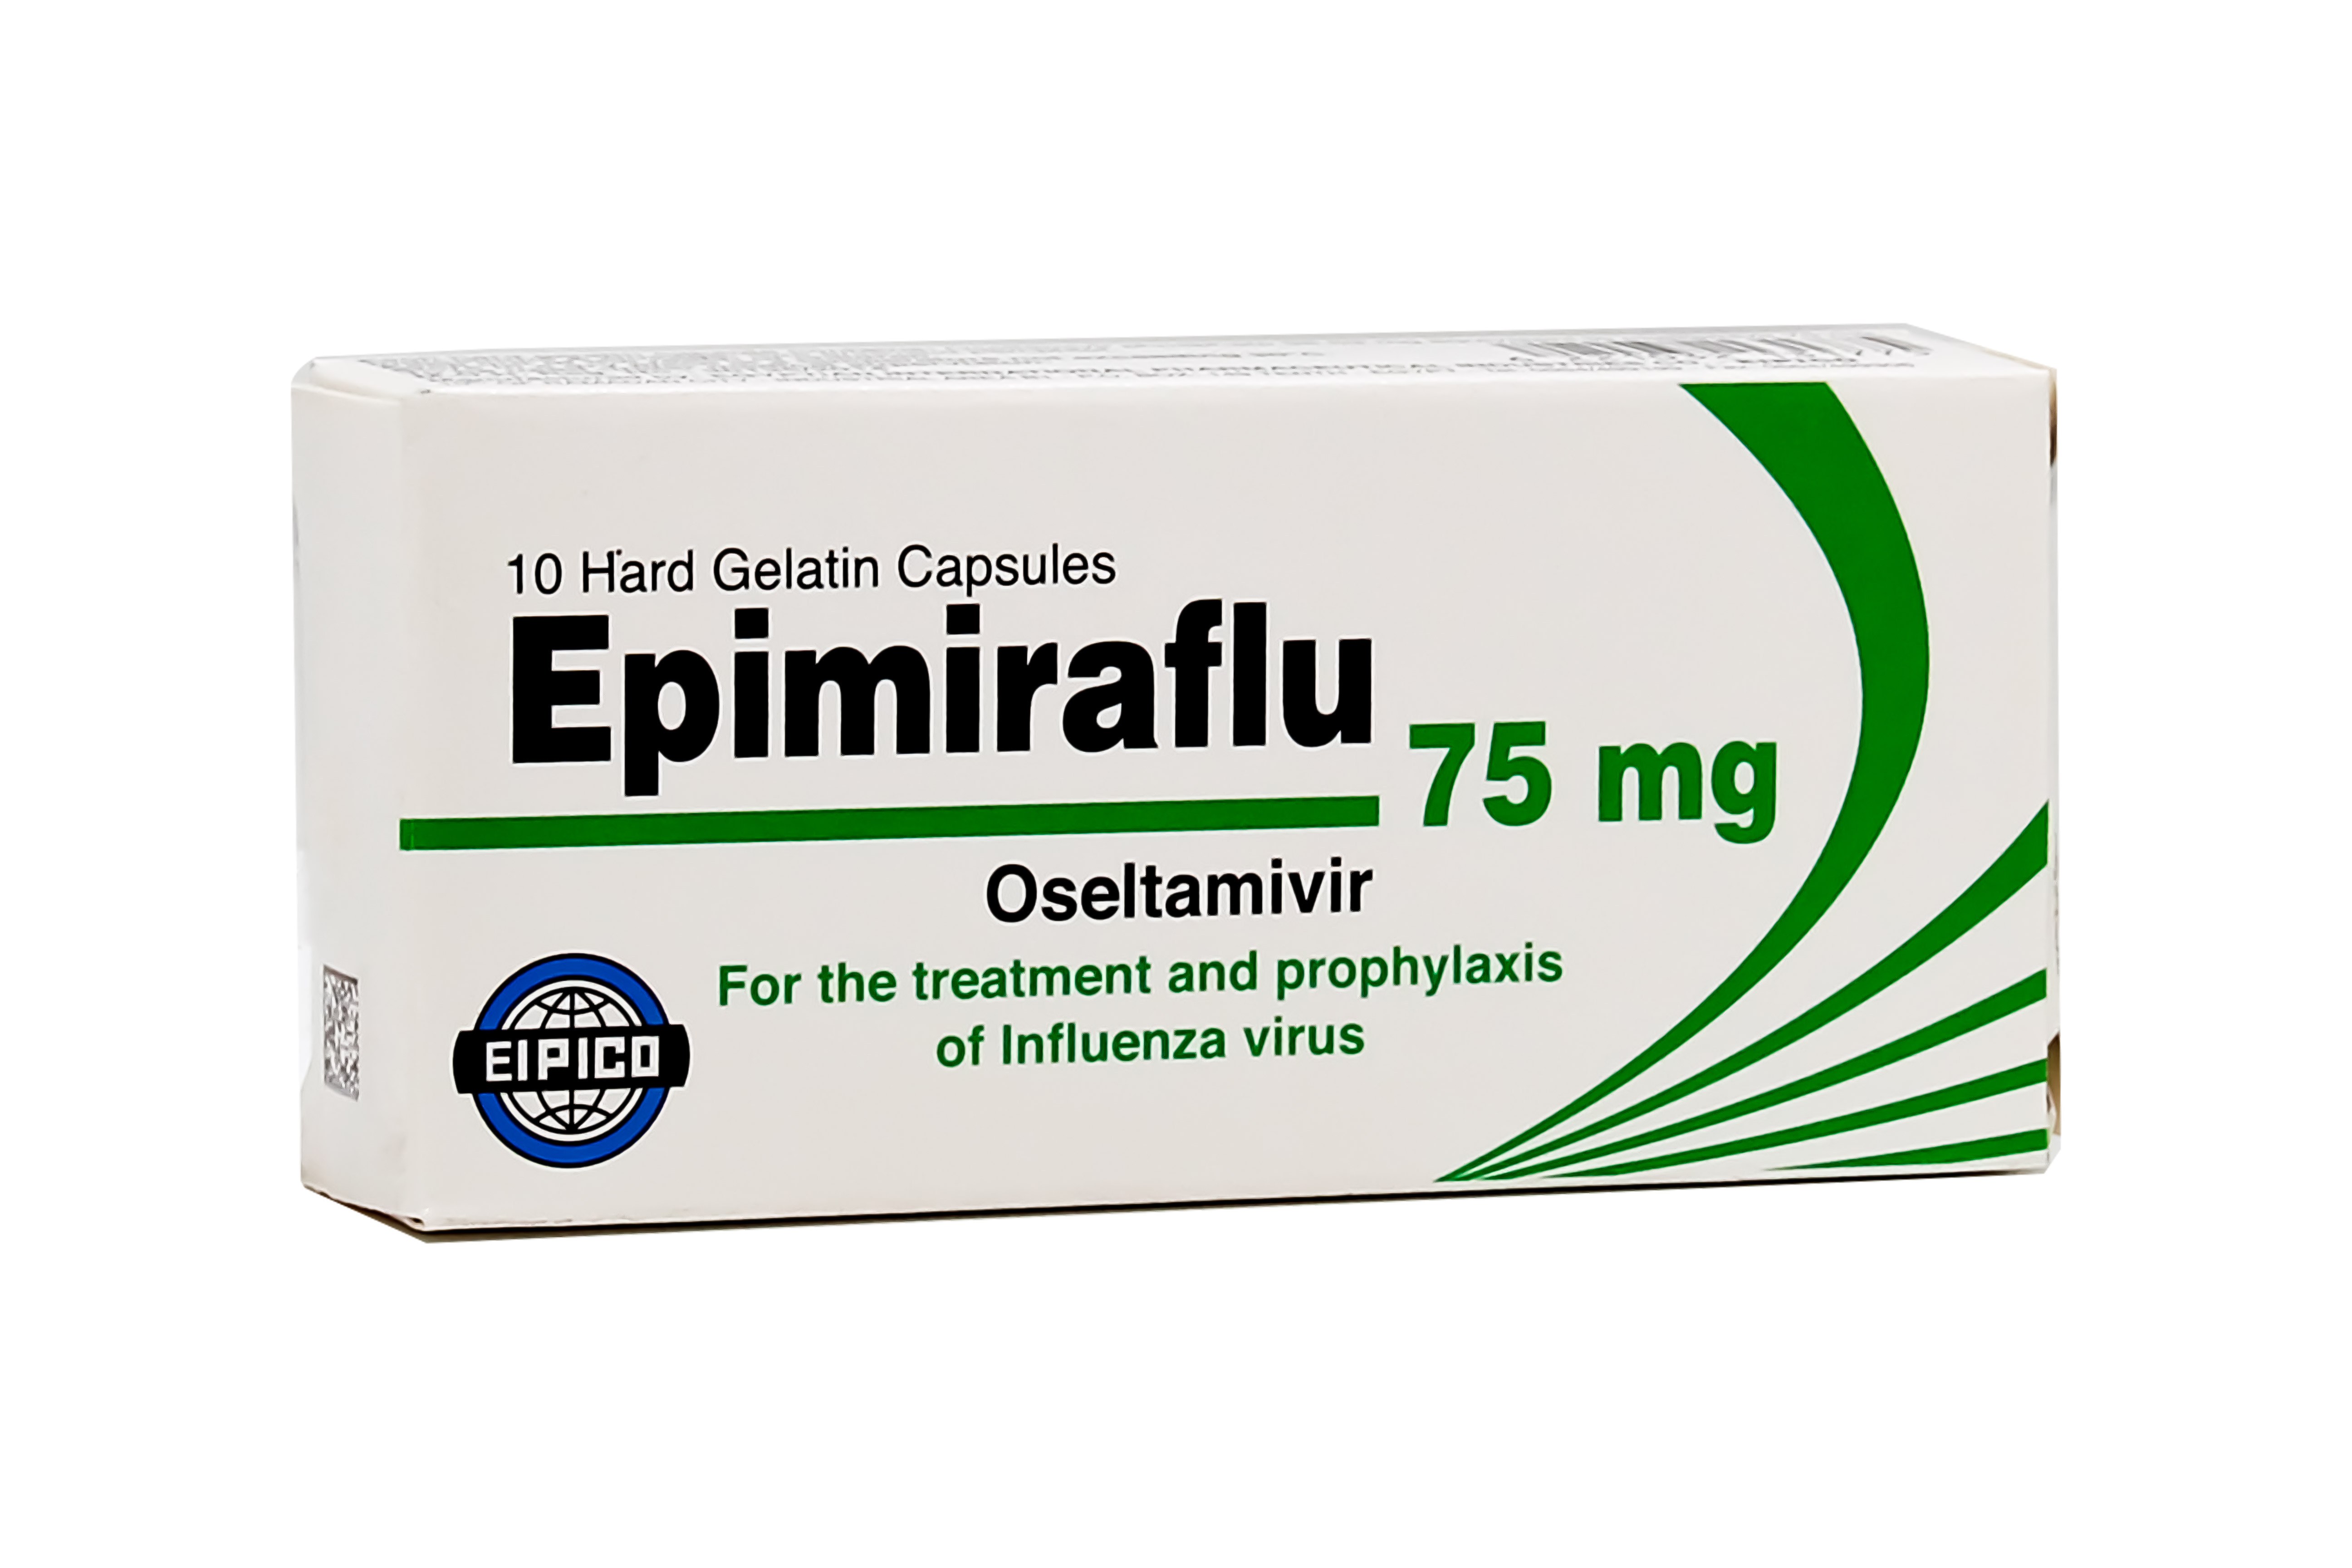 10 Hard Gelatin Capsules
Epimiraflu
75 mg
Oseltamivir
For the treatment and prophylaxis
of Influenza virus
EIPICO